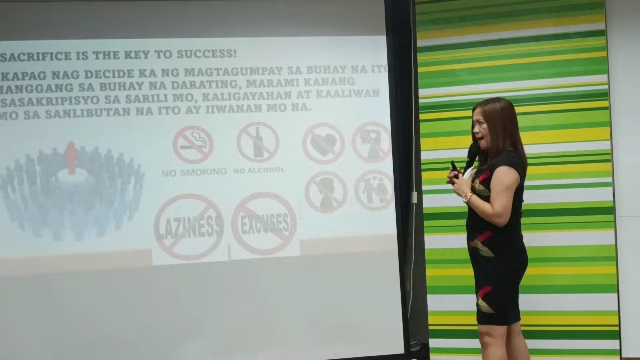 SACRIFICE IS THE KEY TO SUCCESS!
KAPAG NAG DECIDE KA NG MAGTAGUMPAY SA BUHAY NA ITO
HANGGANG SA BUHAY NA DARATING, MARAMI KANANG
SASAKRIPISYO SA SARILI MO, KALIGAYAHAN AT KAALIWAN
MO SA SANLIBUTAN NA ITO AY IIWANAN MO NA.
NO SMOKING NO ALCOHOL
LAZINESS EXCUSES